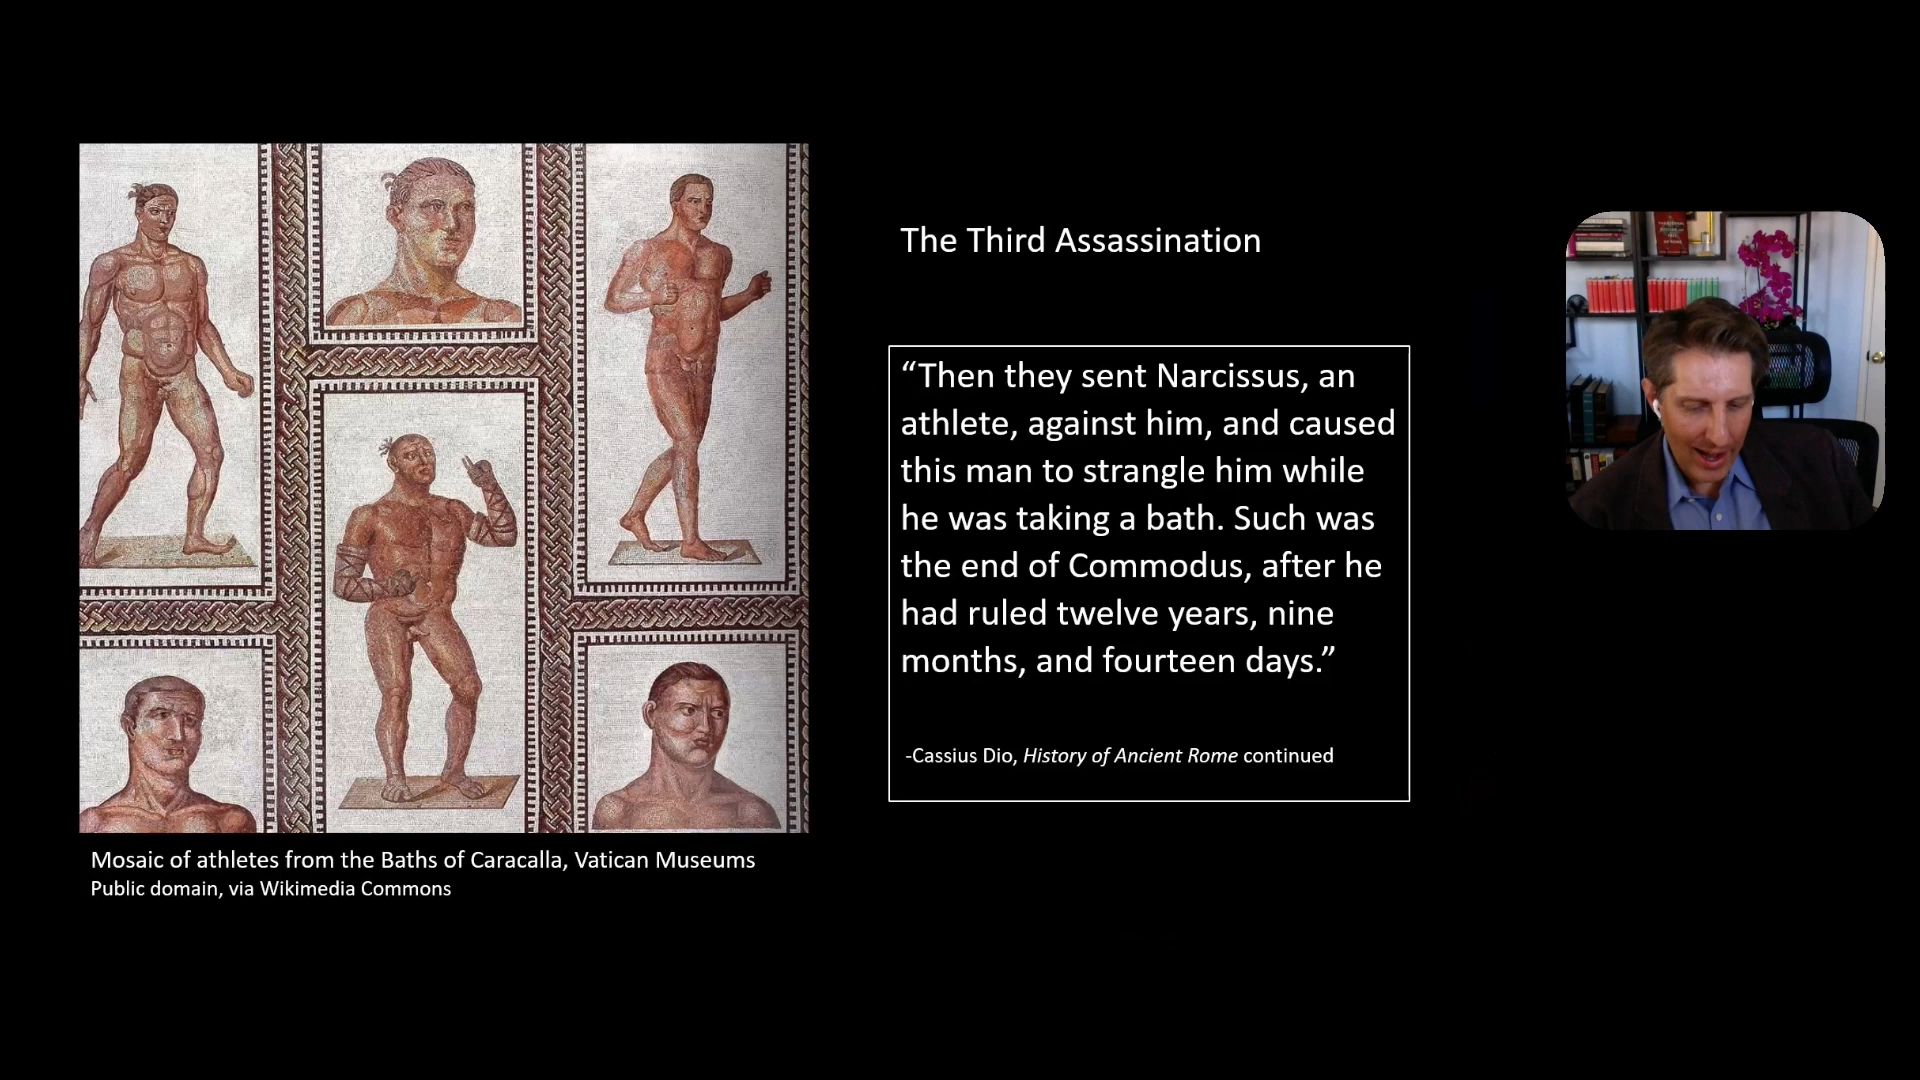 The Third Assassination
“Then they sent Narcissus, an
athlete, against him, and caused
this man to strangle him while
he was taking a bath. Such was
the end of Commodus, after he
had ruled twelve years, nine
months, and fourteen days.”
-Cassius Dio, History of Ancient Rome continued
Mosaic of athletes from the Baths of Caracalla, Vatican Museums
Public domain, via Wikimedia Commons